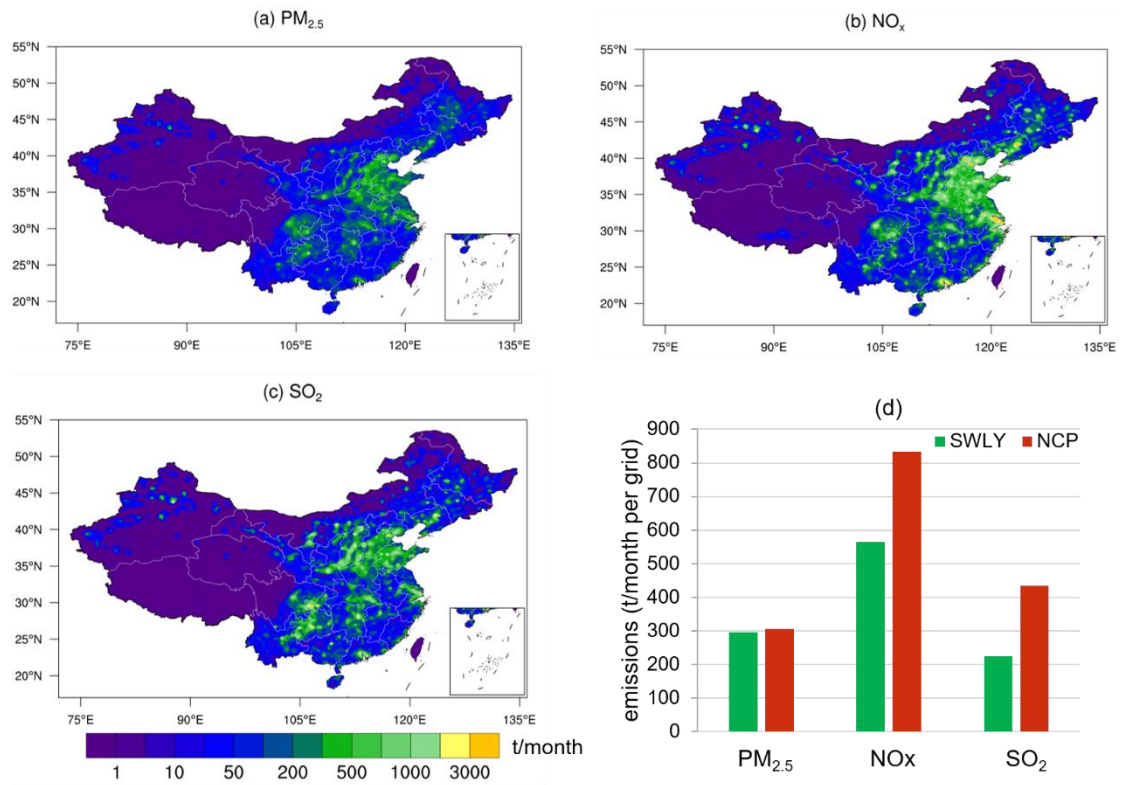 (a) PM2.5
55°N
50°N
45°N
40°N
35°N
30°N
25°N
20°N
75°E 90°E 105°E 120°E 135°E
(b) NOx
55°N
50°N
45°N
40°N
35°N
30°N
25°N
20°N
75°E 90°E 105°E 120°E 135°E
(c) SO2
55°N
50°N
45°N
40°N
35°N
30°N
25°N
20°N
75°E 90°E 105°E 120°E 135°E
t/month
1 10 50 200 500 1000 3000
(d)
SWLY NCP
emissions (t/month per grid)
900
800
700
600
500
400
300
200
100
0
PM2.5 NOx SO2